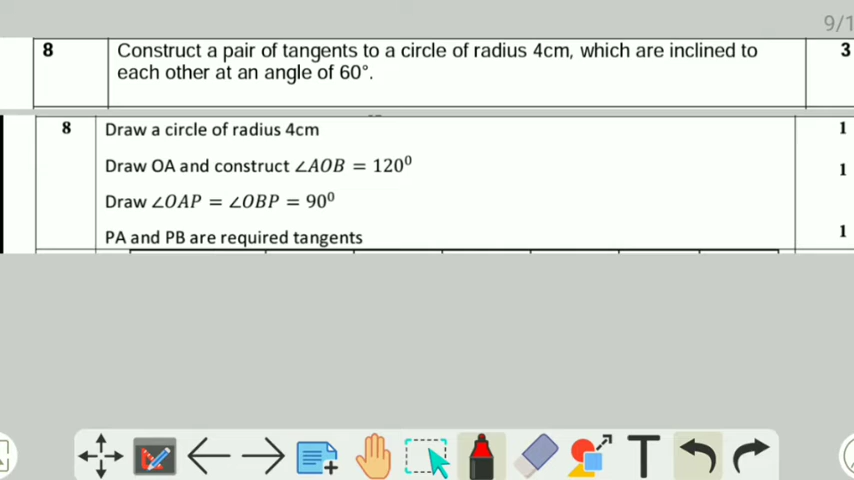 9/1
8 Construct a pair of tangents to a circle of radius 4cm, which are inclined to 3
each other at an angle of 60°.
8 Draw a circle of radius 4cm 1
Draw OA and construct ∠AOB = 120⁰ 1
Draw ∠OAP = ∠OBP = 90⁰
PA and PB are required tangents 1
T